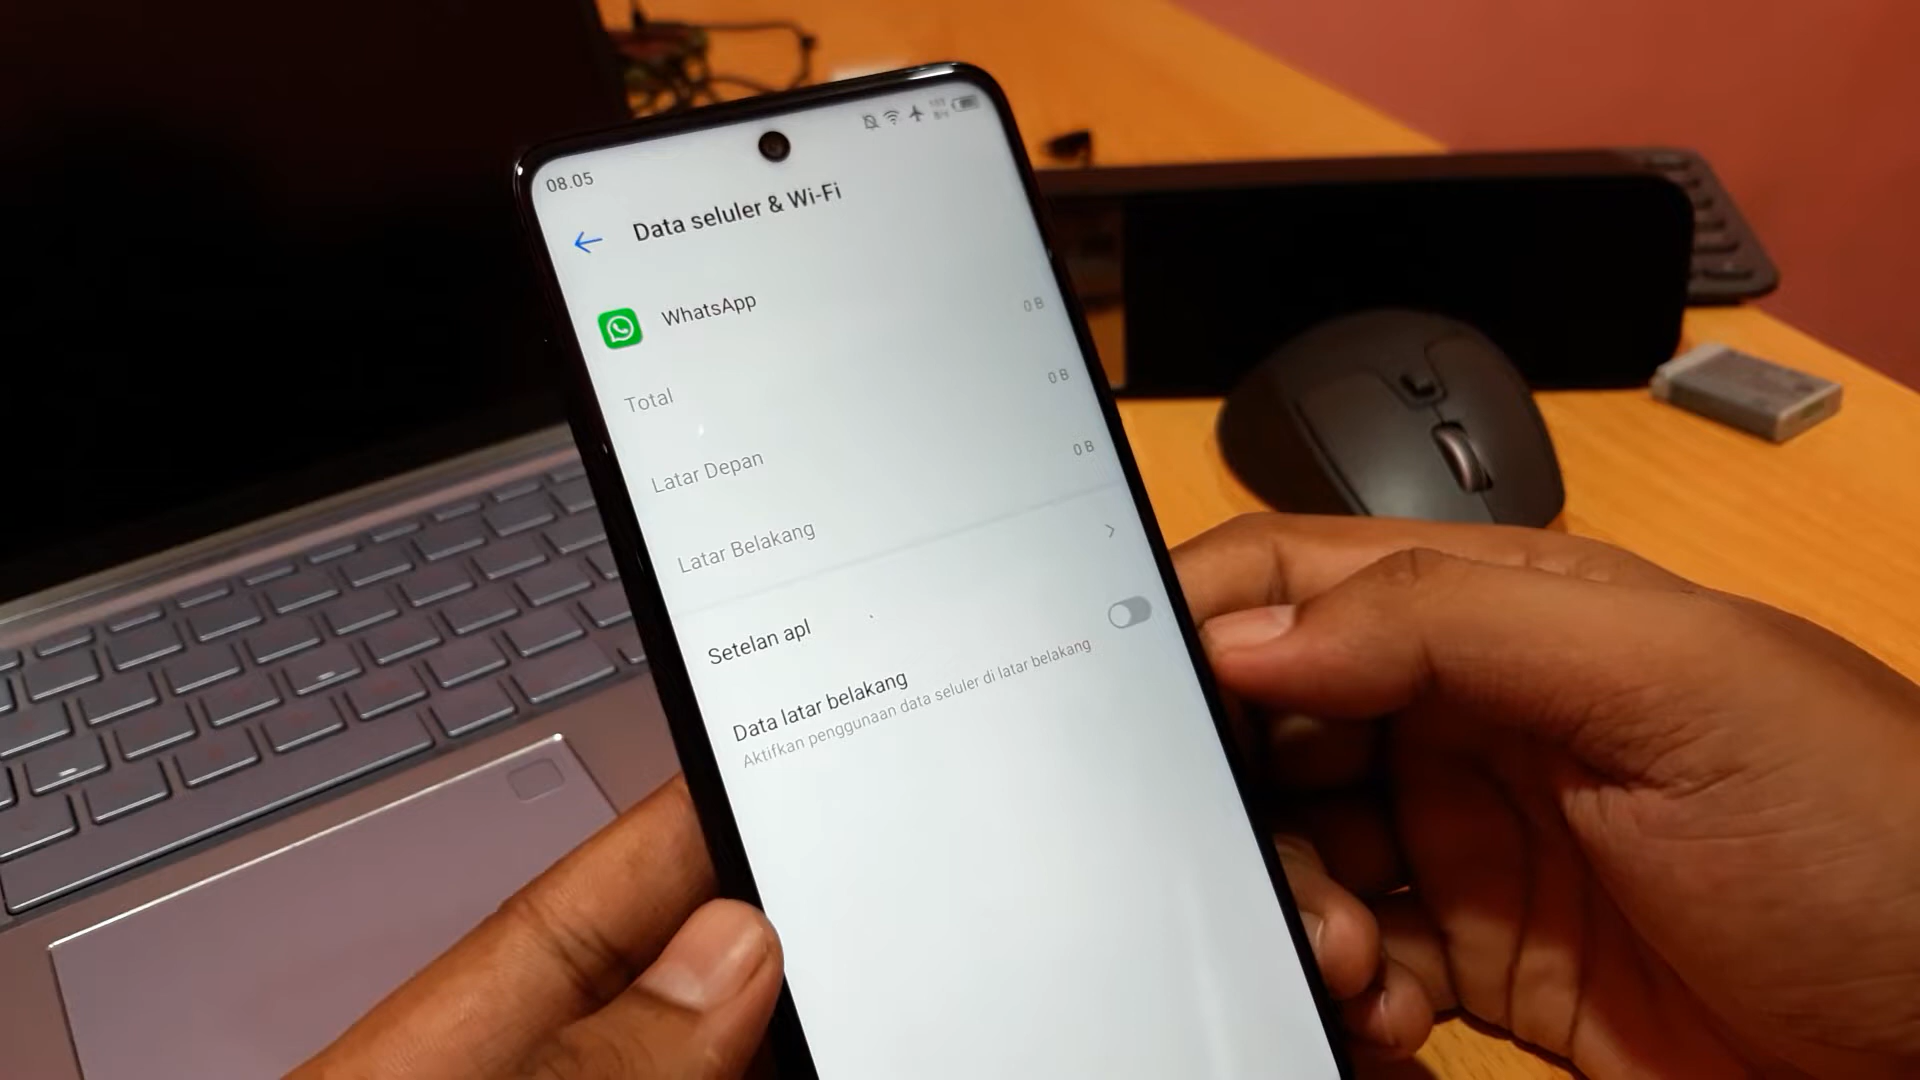 08.05
Data seluler & Wi-Fi
WhatsApp
0 B
Total
0 B
Latar Depan
0 B
Latar Belakang
Setelan apl
Data latar belakang
Aktifkan penggunaan data seluler di latar belakang